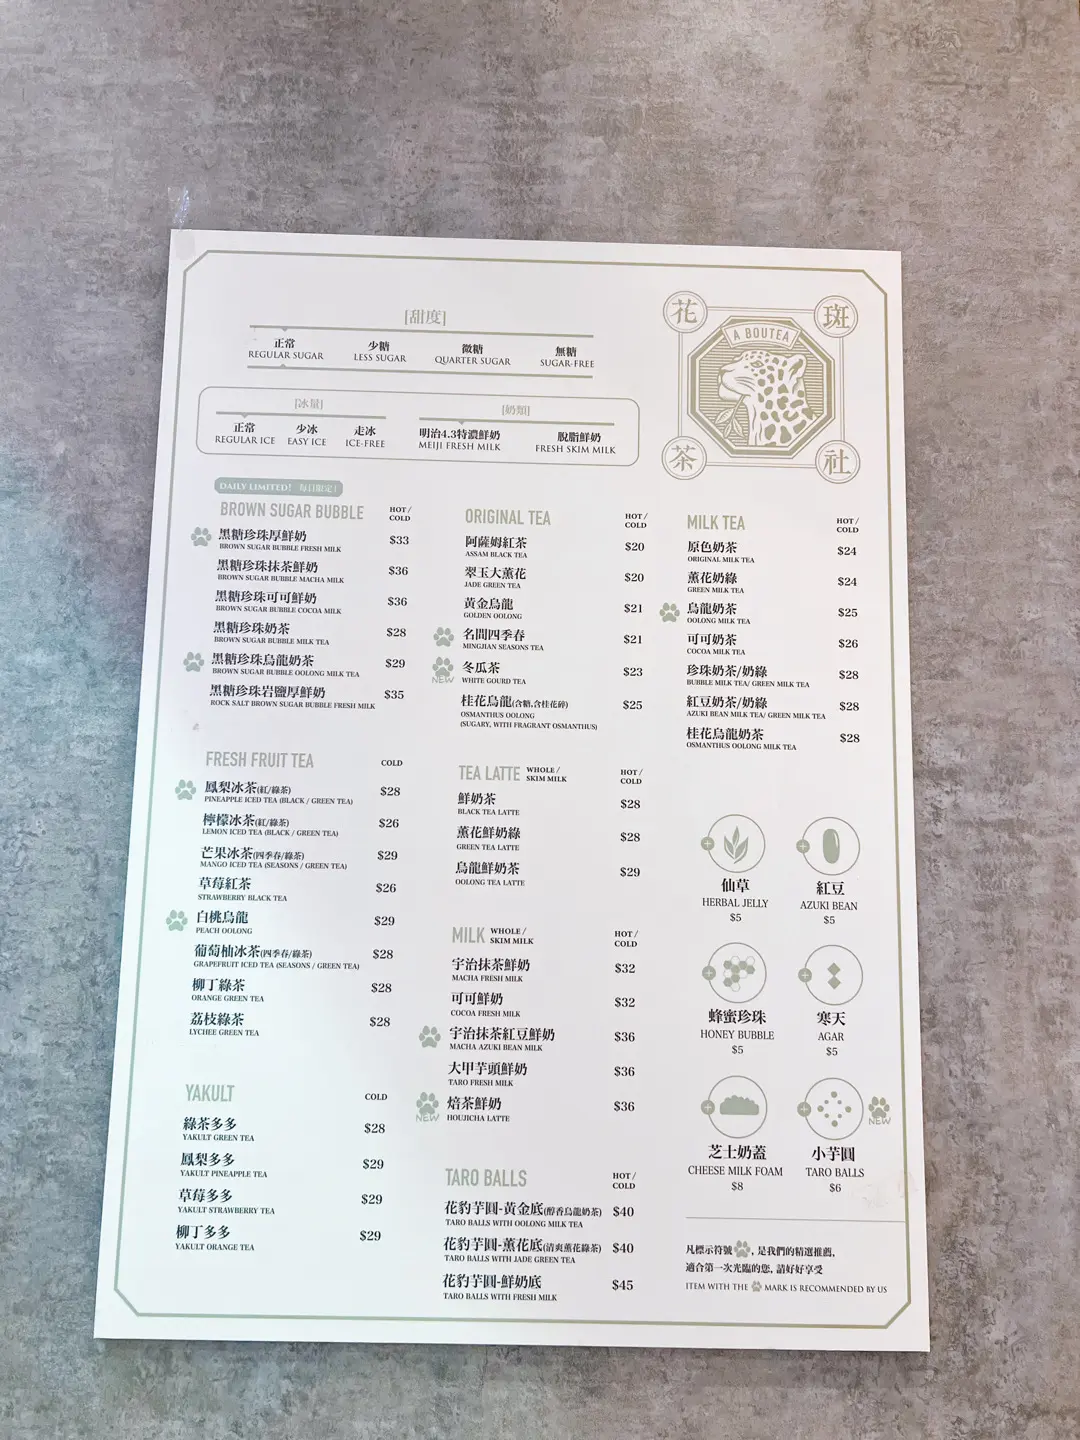 [甜度]
正常 少糖 微糖 無糖
REGULAR SUGAR LESS SUGAR QUARTER SUGAR SUGAR-FREE
[冰量]
正常 少冰 走冰
REGULAR ICE EASY ICE ICE-FREE
[奶類]
明治4.3特濃鮮奶 脫脂鮮奶
MEIJI FRESH MILK FRESH SKIM MILK
花 斑
A BOUTEA
茶 社
DAILY LIMITED! 每日限定!
BROWN SUGAR BUBBLE HOT / COLD
黑糖珍珠厚鮮奶 $33
BROWN SUGAR BUBBLE FRESH MILK
黑糖珍珠抹茶鮮奶 $36
BROWN SUGAR BUBBLE MACHA MILK
黑糖珍珠可可鮮奶 $36
BROWN SUGAR BUBBLE COCOA MILK
黑糖珍珠奶茶 $28
BROWN SUGAR BUBBLE MILK TEA
黑糖珍珠烏龍奶茶 $29
BROWN SUGAR BUBBLE OOLONG MILK TEA
黑糖珍珠岩鹽厚鮮奶 $35
ROCK SALT BROWN SUGAR BUBBLE FRESH MILK
FRESH FRUIT TEA COLD
鳳梨冰茶(紅/綠茶) $28
PINEAPPLE ICED TEA (BLACK / GREEN TEA)
檸檬冰茶(紅/綠茶) $26
LEMON ICED TEA (BLACK / GREEN TEA)
芒果冰茶(四季春/綠茶) $29
MANGO ICED TEA (SEASONS / GREEN TEA)
草莓紅茶 $26
STRAWBERRY BLACK TEA
白桃烏龍 $29
PEACH OOLONG
葡萄柚冰茶(四季春/綠茶) $28
GRAPEFRUIT ICED TEA (SEASONS / GREEN TEA)
柳丁綠茶 $28
ORANGE GREEN TEA
荔枝綠茶 $28
LYCHEE GREEN TEA
YAKULT COLD
綠茶多多 $28
YAKULT GREEN TEA
鳳梨多多 $29
YAKULT PINEAPPLE TEA
草莓多多 $29
YAKULT STRAWBERRY TEA
柳丁多多 $29
YAKULT ORANGE TEA
ORIGINAL TEA HOT / COLD
阿薩姆紅茶 $20
ASSAM BLACK TEA
翠玉大薰花 $20
JADE GREEN TEA
黃金烏龍 $21
GOLDEN OOLONG
名間四季春 $21
MINGJIAN SEASONS TEA
冬瓜茶 $23
NEW WHITE GOURD TEA
桂花烏龍(含糖,含桂花碎) $25
OSMANTHUS OOLONG
(SUGARY, WITH FRAGRANT OSMANTHUS)
TEA LATTE WHOLE / SKIM MILK HOT / COLD
鮮奶茶 $28
BLACK TEA LATTE
薰花鮮奶綠 $28
GREEN TEA LATTE
烏龍鮮奶茶 $29
OOLONG TEA LATTE
MILK WHOLE / SKIM MILK HOT / COLD
宇治抹茶鮮奶 $32
MACHA FRESH MILK
可可鮮奶 $32
COCOA FRESH MILK
宇治抹茶紅豆鮮奶 $36
MACHA AZUKI BEAN MILK
大甲芋頭鮮奶 $36
TARO FRESH MILK
焙茶鮮奶 $36
NEW HOUJICHA LATTE
TARO BALLS HOT / COLD
花豹芋圓-黃金底(醇香烏龍奶茶) $40
TARO BALLS WITH OOLONG MILK TEA
花豹芋圓-薰花底(清爽薰花綠茶) $40
TARO BALLS WITH JADE GREEN TEA
花豹芋圓-鮮奶底 $45
TARO BALLS WITH FRESH MILK
MILK TEA HOT / COLD
原色奶茶 $24
ORIGINAL MILK TEA
薰花奶綠 $24
GREEN MILK TEA
烏龍奶茶 $25
OOLONG MILK TEA
可可奶茶 $26
COCOA MILK TEA
珍珠奶茶/奶綠 $28
BUBBLE MILK TEA/ GREEN MILK TEA
紅豆奶茶/奶綠 $28
AZUKI BEAN MILK TEA/ GREEN MILK TEA
桂花烏龍奶茶 $28
OSMANTHUS OOLONG MILK TEA
仙草 紅豆
HERBAL JELLY AZUKI BEAN
$5 $5
蜂蜜珍珠 寒天
HONEY BUBBLE AGAR
$5 $5
NEW
芝士奶蓋 小芋圓
CHEESE MILK FOAM TARO BALLS
$8 $6
凡標示符號 , 是我們的精選推薦,
適合第一次光臨的您, 請好好享受
ITEM WITH THE MARK IS RECOMMENDED BY US